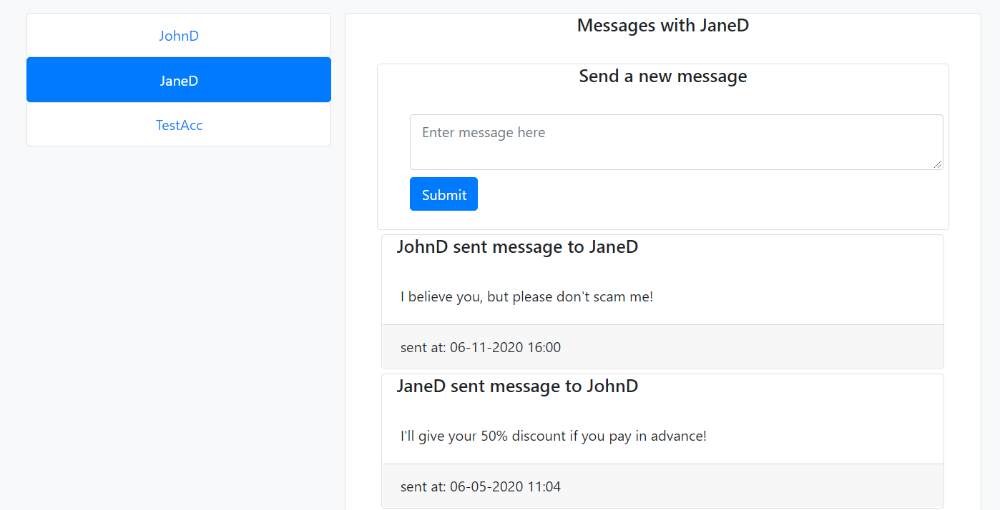 JohnD
JaneD
TestAcc
Messages with JaneD
Send a new message
Enter message here
Submit
JohnD sent message to JaneD
I believe you, but please don't scam me!
sent at: 06-11-2020 16:00
JaneD sent message to JohnD
I'll give your 50% discount if you pay in advance!
sent at: 06-05-2020 11:04